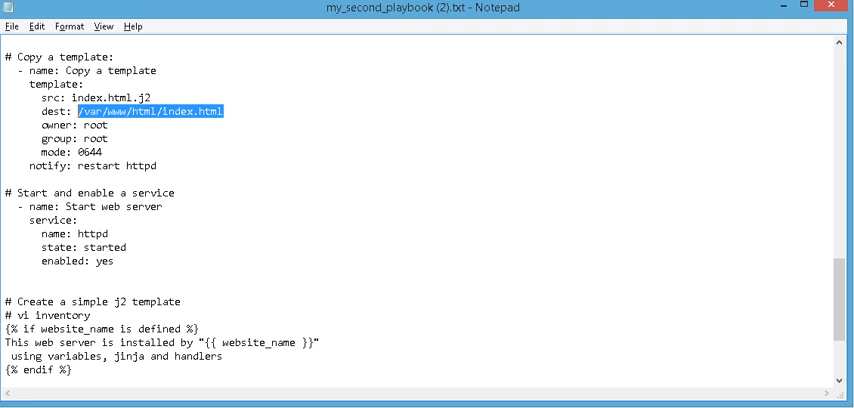 my_second_playbook (2).txt - Notepad
File Edit Format View Help
# Copy a template:
- name: Copy a template
template:
src: index.html.j2
dest: /var/www/html/index.html
owner: root
group: root
mode: 0644
notify: restart httpd
# Start and enable a service
- name: Start web server
service:
name: httpd
state: started
enabled: yes
# Create a simple j2 template
# vi inventory
{% if website_name is defined %}
This web server is installed by "{{ website_name }}"
using variables, jinja and handlers
{% endif %}